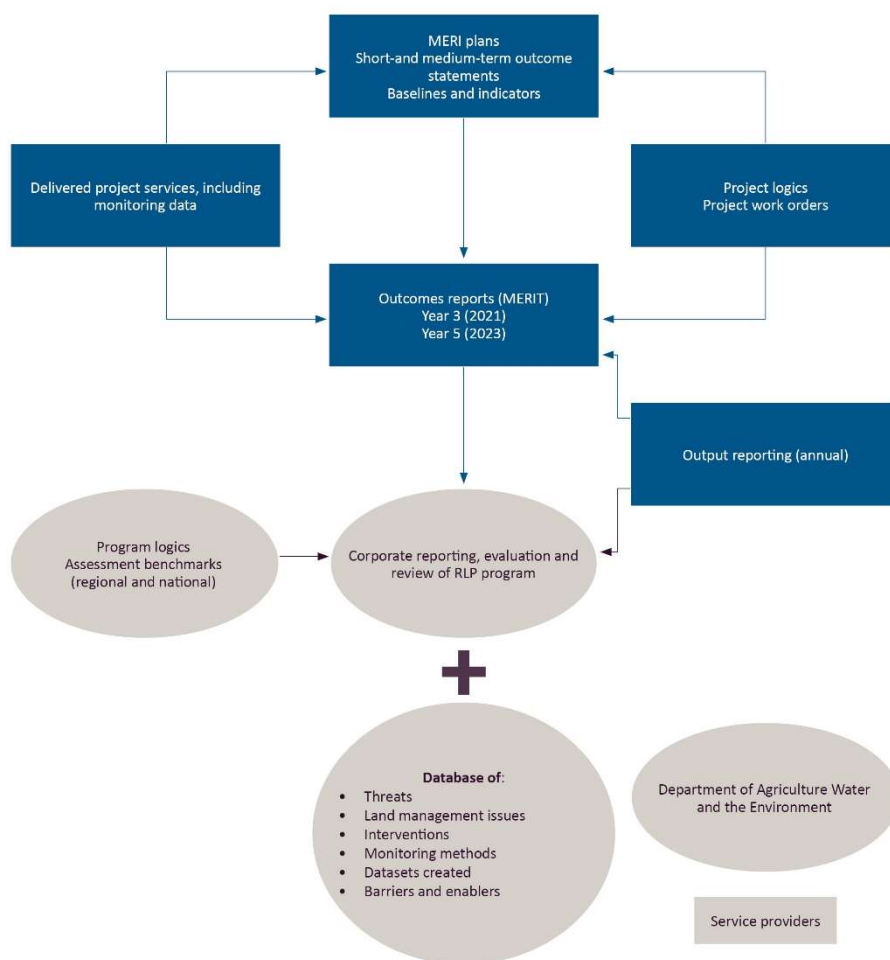 MERI plans
Short-and medium-term outcome
statements
Baselines and indicators
Delivered project services, including
monitoring data
Project logics
Project work orders
Outcomes reports (MERIT)
Year 3 (2021)
Year 5 (2023)
Output reporting (annual)
Program logics
Assessment benchmarks
(regional and national)
Corporate reporting, evaluation and
review of RLP program
Database of:
• Threats
• Land management issues
• Interventions
• Monitoring methods
• Datasets created
• Barriers and enablers
Department of Agriculture Water
and the Environment
Service providers